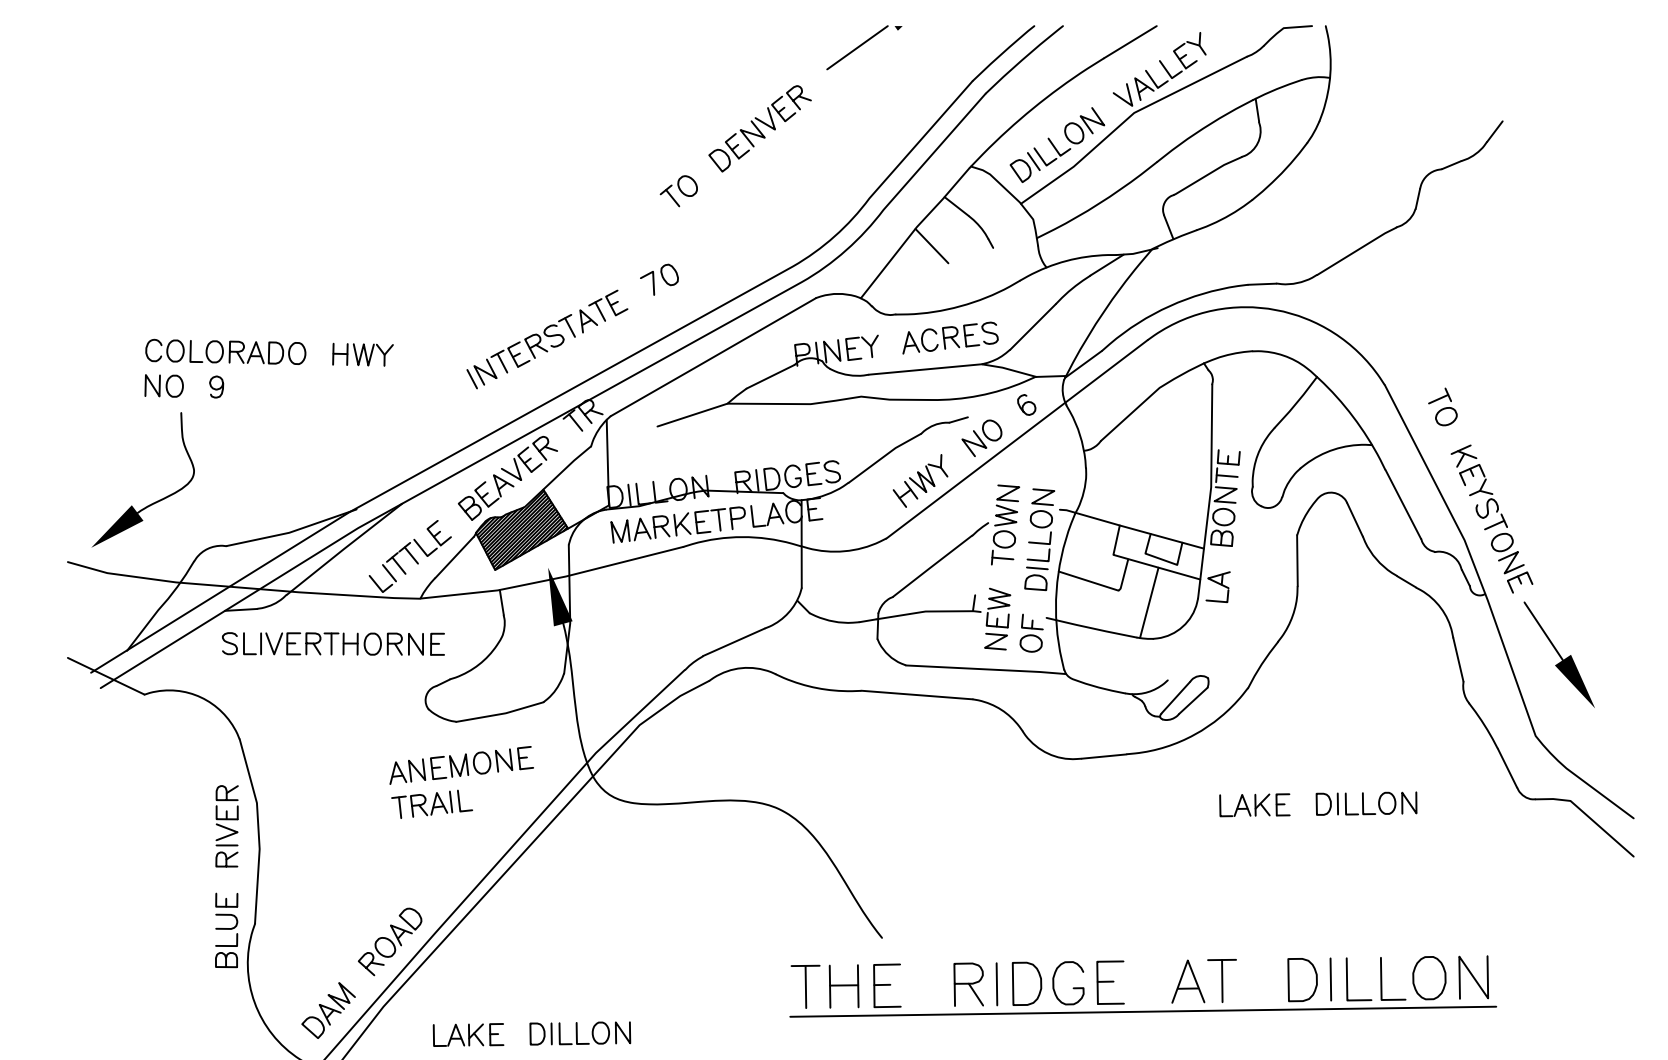 TO DENVER
DILLON VALLEY
INTERSTATE 70
COLORADO HWY
NO 9
PINEY ACRES
TO KEYSTONE
HWY NO 6
LITTLE BEAVER TR
DILLON RIDGES
MARKETPLACE
NEW TOWN
OF DILLON
LA BONTE
SLIVERTHORNE
ANEMONE
TRAIL
BLUE RIVER
LAKE DILLON
DAM ROAD
LAKE DILLON
THE RIDGE AT DILLON